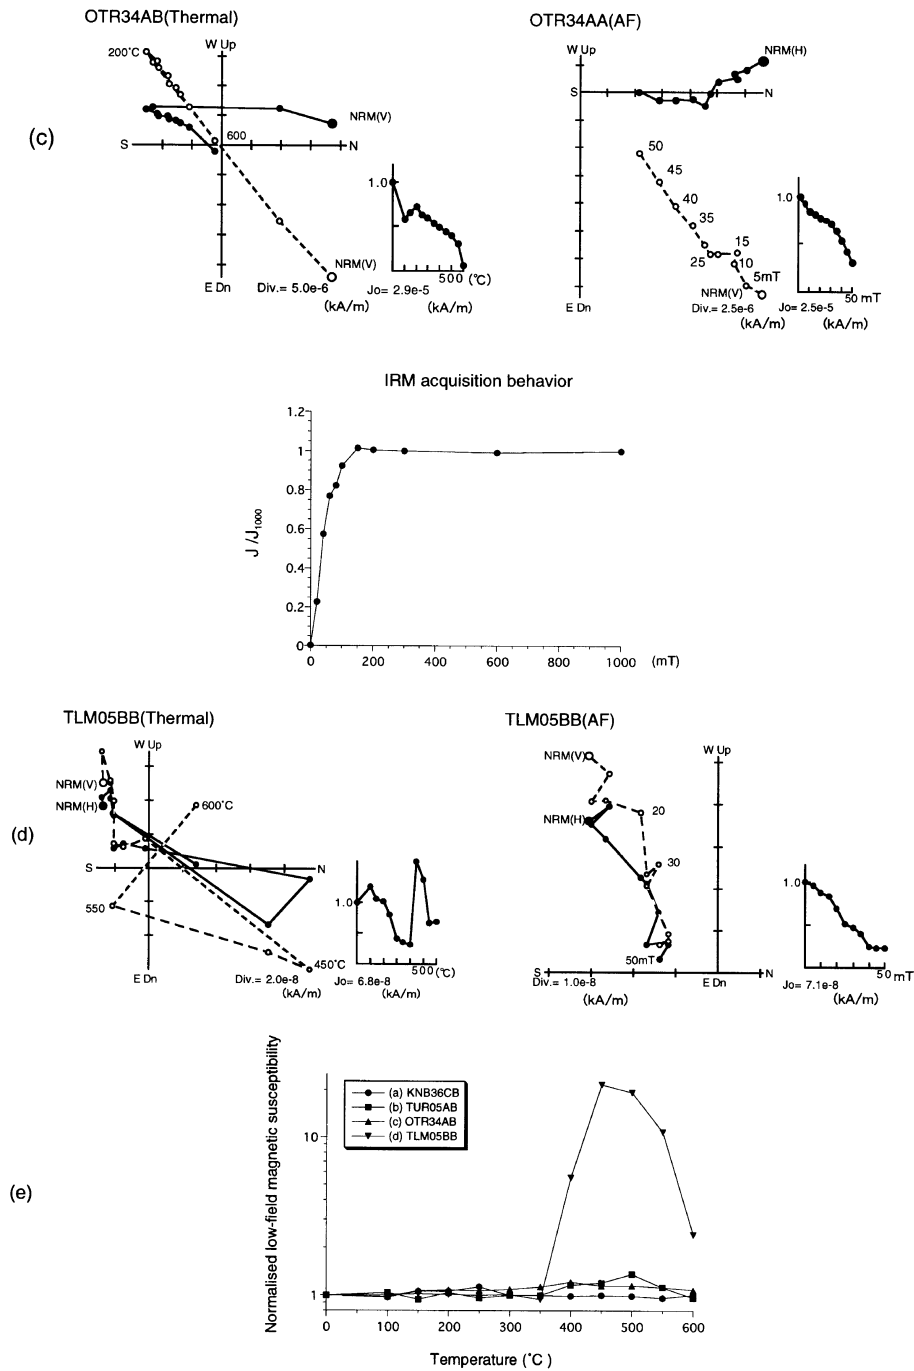 OTR34AB(Thermal)
OTR34AA(AF)
(c)
W Up
200˚C
NRM(V)
600
S
N
1.0
NRM(V)
500 (˚C)
E Dn
Div.= 5.0e-6
(kA/m)
Jo= 2.9e-5
(kA/m)
W Up
NRM(H)
S
N
50
45
40
35
15
25
10
5mT
NRM(V)
E Dn
Div.= 2.5e-6
(kA/m)
1.0
50 mT
Jo= 2.5e-5
(kA/m)
IRM acquisition behavior
1.2
1
0.8
0.6
0.4
0.2
0
J /J1000
0
200
400
600
800
1000
(mT)
TLM05BB(Thermal)
TLM05BB(AF)
(d)
W Up
NRM(V)
NRM(H)
600˚C
S
N
550
450˚C
E Dn
Div.= 2.0e-8
(kA/m)
1.0
500 (˚C)
Jo= 6.8e-8
(kA/m)
W Up
NRM(V)
NRM(H)
20
30
50mT
S
N
Div.= 1.0e-8
(kA/m)
E Dn
1.0
50 mT
Jo= 7.1e-8
(kA/m)
(e)
Normalised low-field magnetic susceptibility
(a) KNB36CB
(b) TUR05AB
(c) OTR34AB
(d) TLM05BB
10
1
0
100
200
300
400
500
600
Temperature (˚C )